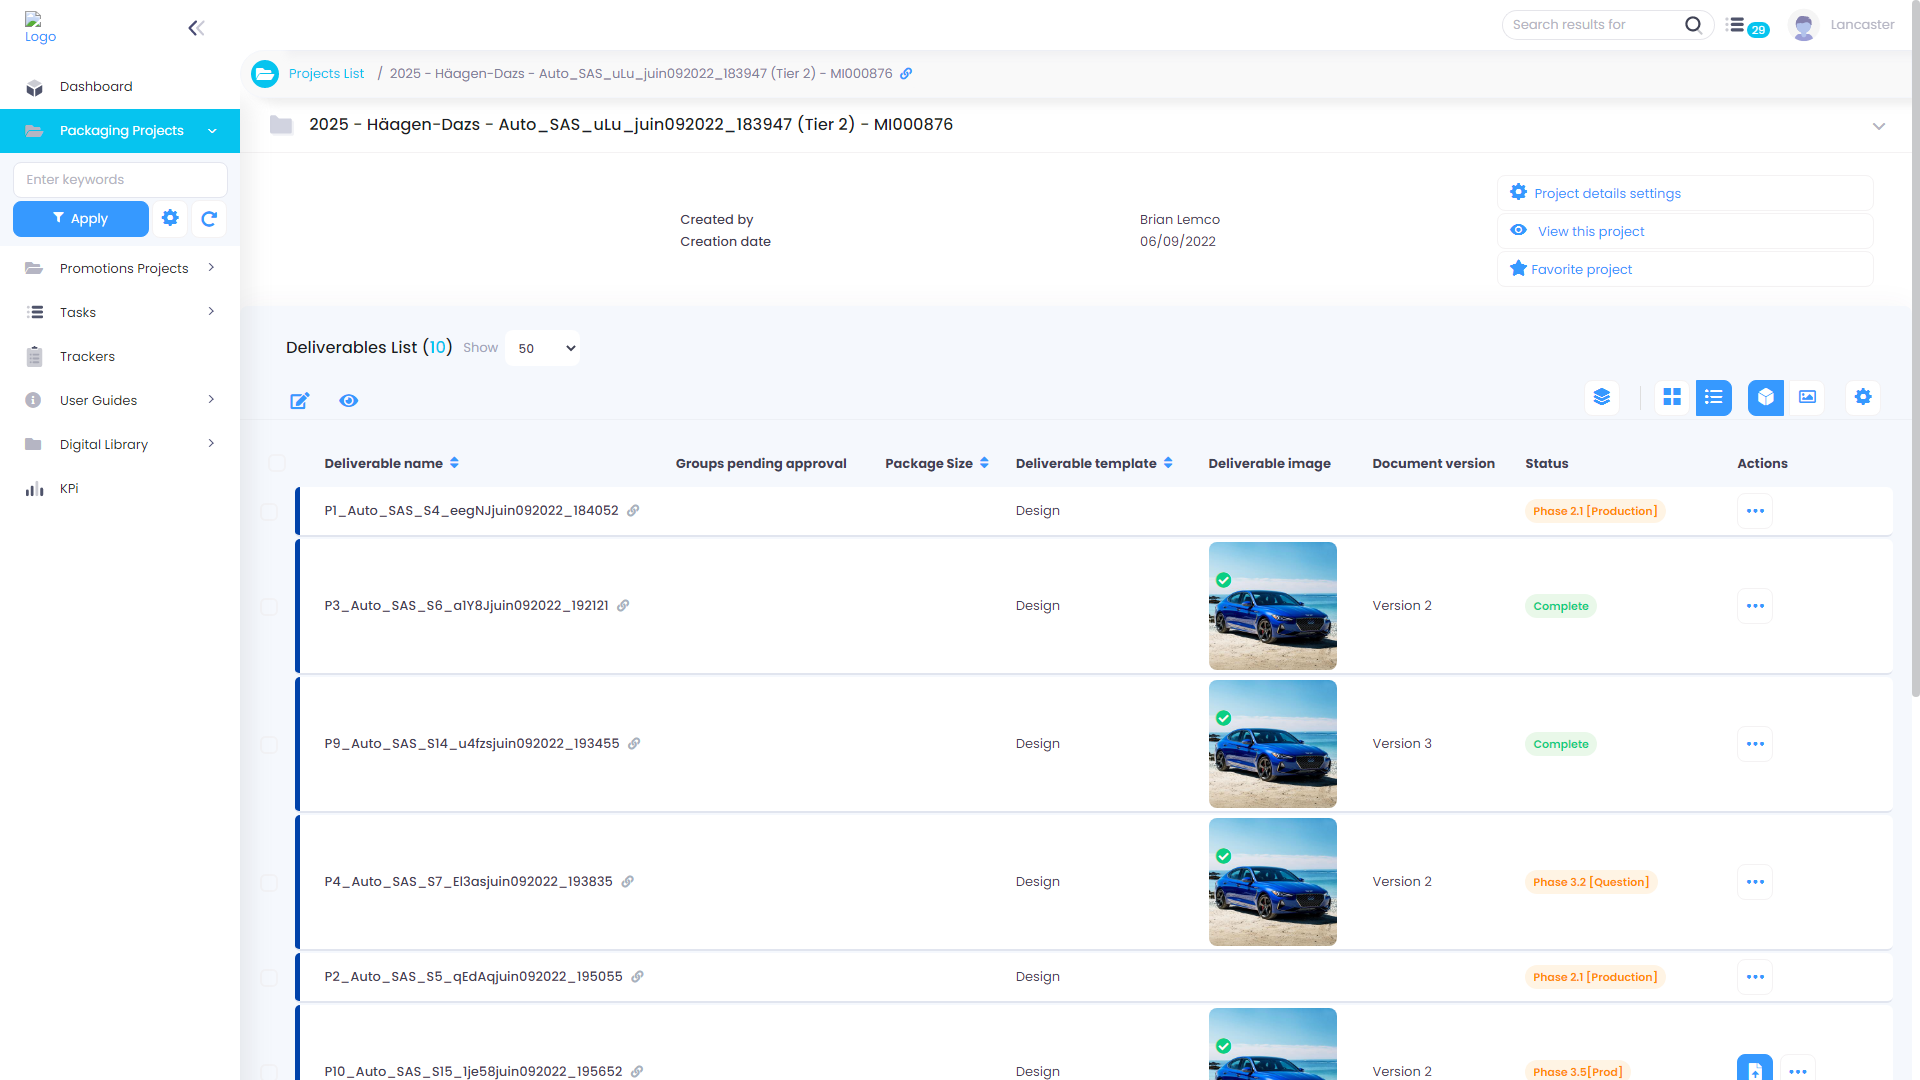 Logo
Search results for
29
Lancaster
Dashboard
Packaging Projects
Enter keywords
Apply
Promotions Projects
Tasks
Trackers
User Guides
Digital Library
KPi
Projects List / 2025 - Häagen-Dazs - Auto_SAS_uLu_juin092022_183947 (Tier 2) - MI000876
2025 - Häagen-Dazs - Auto_SAS_uLu_juin092022_183947 (Tier 2) - MI000876
Created by Brian Lemco
Creation date 06/09/2022
Project details settings
View this project
Favorite project
Deliverables List (10) Show 50
Deliverable name Groups pending approval Package Size Deliverable template Deliverable image Document version Status Actions
P1_Auto_SAS_S4_eegNJjuin092022_184052 Design Phase 2.1 [Production]
P3_Auto_SAS_S6_a1Y8Jjuin092022_192121 Design Version 2 Complete
P9_Auto_SAS_S14_u4fzsjuin092022_193455 Design Version 3 Complete
P4_Auto_SAS_S7_EI3asjuin092022_193835 Design Version 2 Phase 3.2 [Question]
P2_Auto_SAS_S5_qEdAqjuin092022_195055 Design Phase 2.1 [Production]
P10_Auto_SAS_S15_1je58juin092022_195652 Design Version 2 Phase 3.5[Prod]